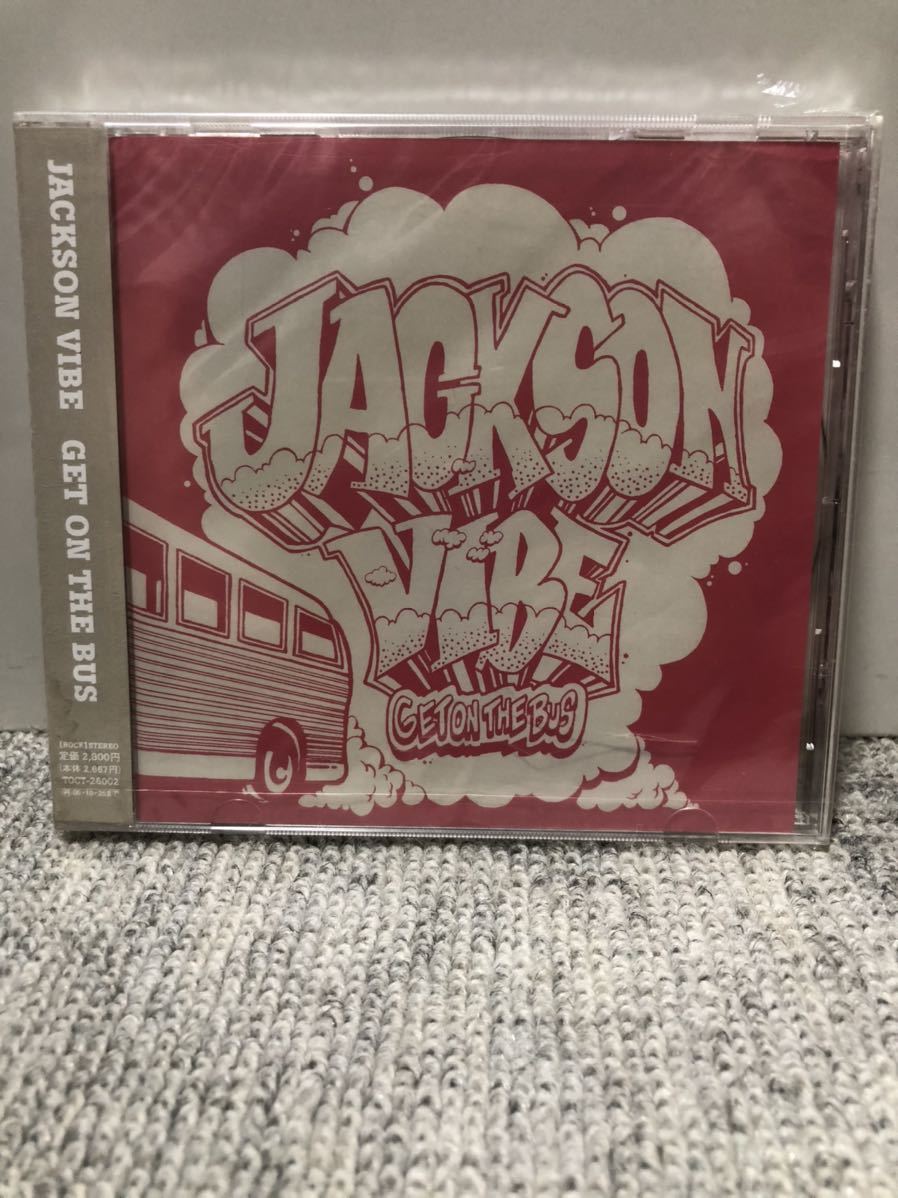 JACKSON VIBE GET ON THE BUS
[ROCK] STEREO
定価 2,800円
(本体 2,667円)
TOCT-26002
JACKSON
VIBE
GET ON THE BUS